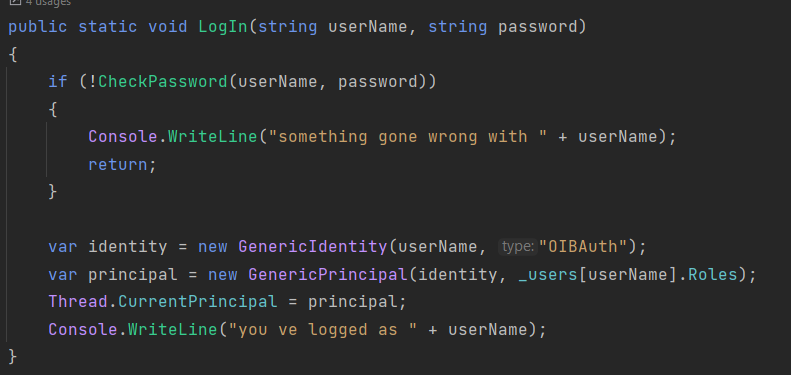 4 usages
public static void LogIn(string userName, string password)
{
if (!CheckPassword(userName, password))
{
Console.WriteLine("something gone wrong with " + userName);
return;
}
var identity = new GenericIdentity(userName, type: "OIBAuth");
var principal = new GenericPrincipal(identity, _users[userName].Roles);
Thread.CurrentPrincipal = principal;
Console.WriteLine("you ve logged as " + userName);
}